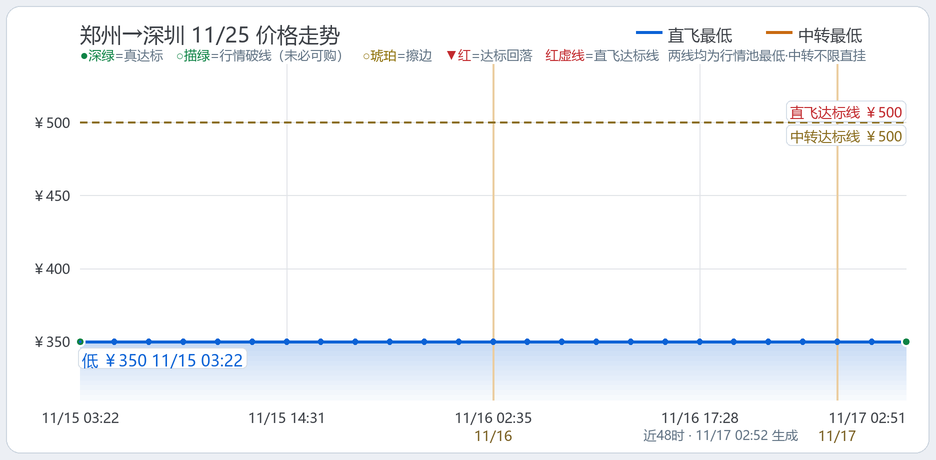 郑州→深圳 11/25 价格走势
直飞最低 中转最低
●深绿=真达标 ○描绿=行情破线（未必可购） ○琥珀=擦边 ▼红=达标回落 红虚线=直飞达标线 两线均为行情池最低·中转不限直挂
直飞达标线 ¥500
¥500
中转达标线 ¥500
¥450
¥400
¥350
低 ¥350 11/15 03:22
11/15 03:22 11/15 14:31 11/16 02:35 11/16 17:28 11/17 02:51
11/16 近48时 · 11/17 02:52 生成 11/17